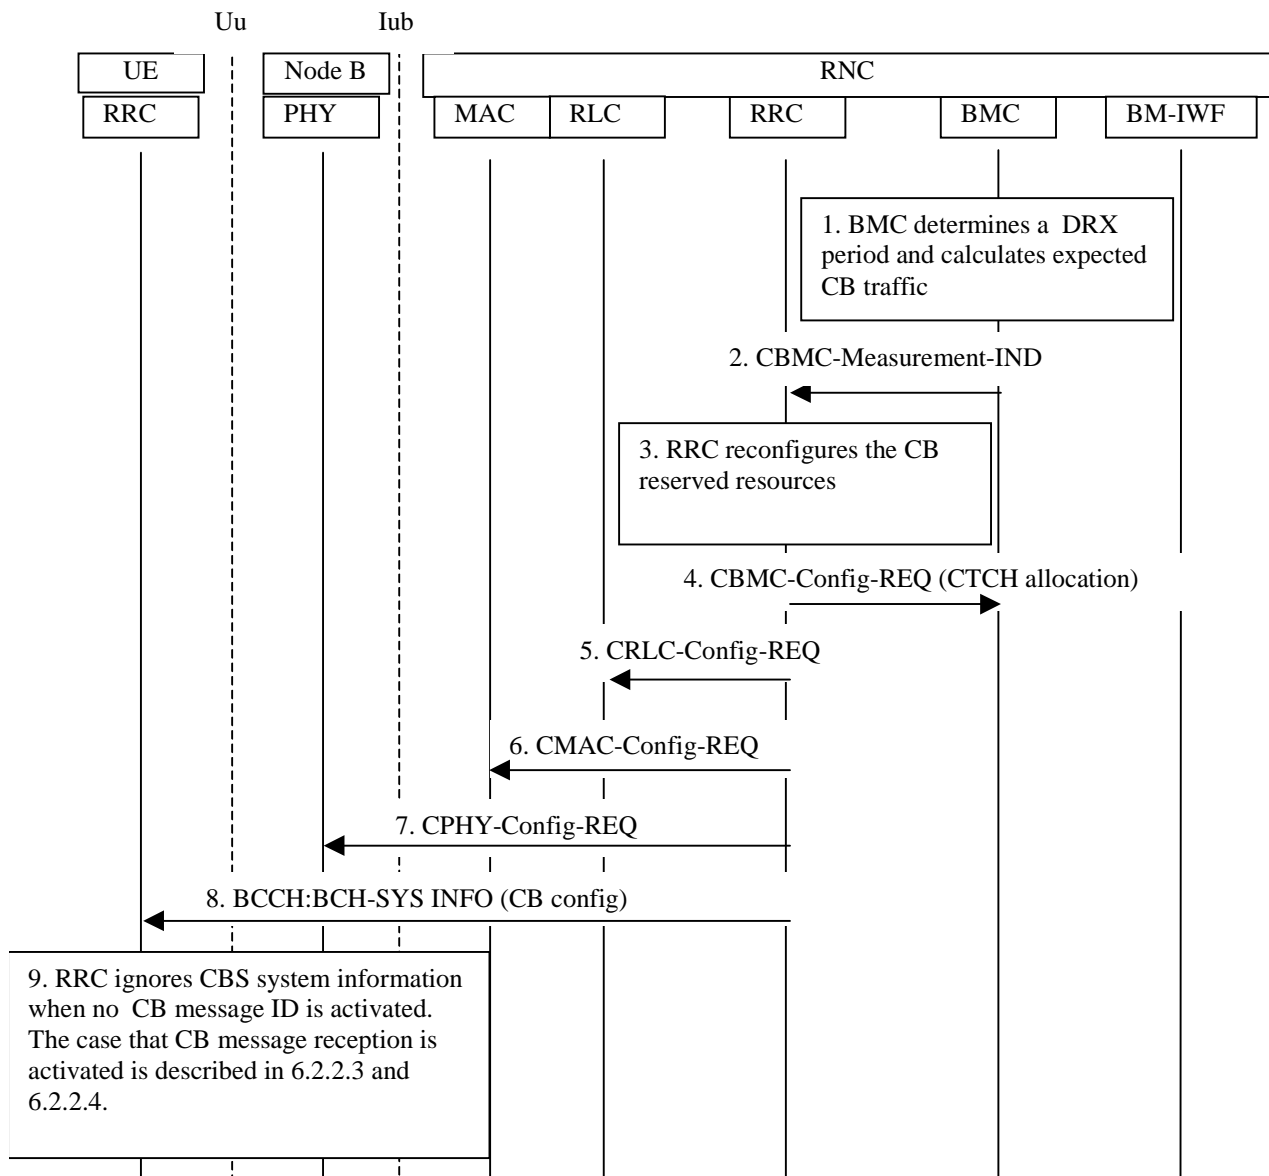 Uu Iub
UE Node B RNC
RRC PHY MAC RLC RRC BMC BM-IWF
1. BMC determines a DRX
period and calculates expected
CB traffic
2. CBMC-Measurement-IND
3. RRC reconfigures the CB
reserved resources
4. CBMC-Config-REQ (CTCH allocation)
5. CRLC-Config-REQ
6. CMAC-Config-REQ
7. CPHY-Config-REQ
8. BCCH:BCH-SYS INFO (CB config)
9. RRC ignores CBS system information
when no CB message ID is activated.
The case that CB message reception is
activated is described in 6.2.2.3 and
6.2.2.4.